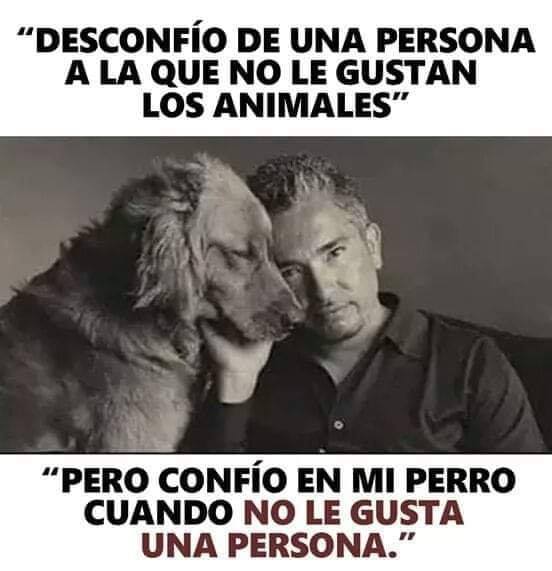 “DESCONFÍO DE UNA PERSONA
A LA QUE NO LE GUSTAN
LOS ANIMALES”
“PERO CONFÍO EN MI PERRO
CUANDO NO LE GUSTA
UNA PERSONA.”